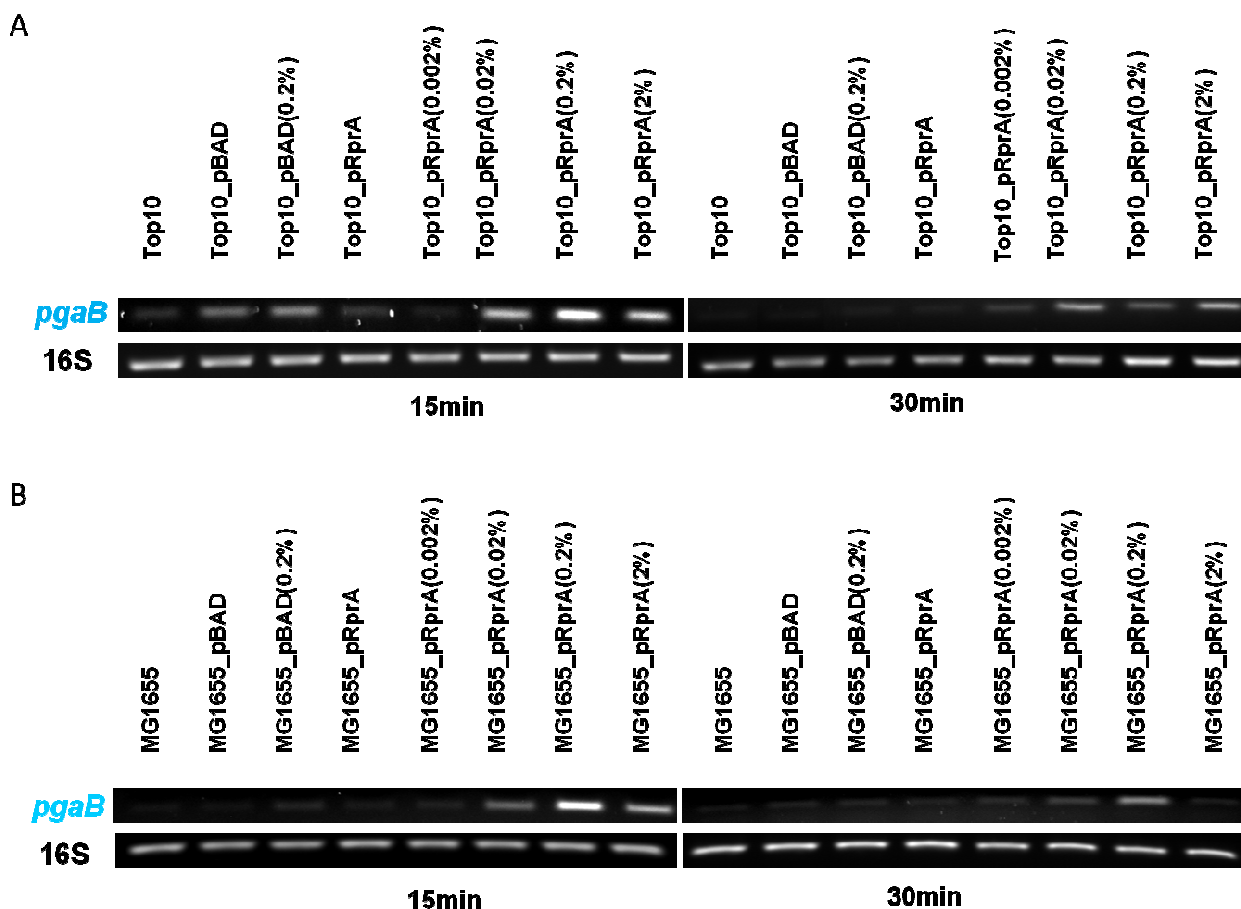 A
Top10
Top10_pBAD
Top10_pBAD(0.2%)
Top10_pRprA
Top10_pRprA(0.002%)
Top10_pRprA(0.02%)
Top10_pRprA(0.2%)
Top10_pRprA(2%)
Top10
Top10_pBAD
Top10_pBAD(0.2%)
Top10_pRprA
Top10_pRprA(0.002%)
Top10_pRprA(0.02%)
Top10_pRprA(0.2%)
Top10_pRprA(2%)
pgaB
16S
15min
30min
B
MG1655
MG1655_pBAD
MG1655_pBAD(0.2%)
MG1655_pRprA
MG1655_pRprA(0.002%)
MG1655_pRprA(0.02%)
MG1655_pRprA(0.2%)
MG1655_pRprA(2%)
MG1655
MG1655_pBAD
MG1655_pBAD(0.2%)
MG1655_pRprA
MG1655_pRprA(0.002%)
MG1655_pRprA(0.02%)
MG1655_pRprA(0.2%)
MG1655_pRprA(2%)
pgaB
16S
15min
30min